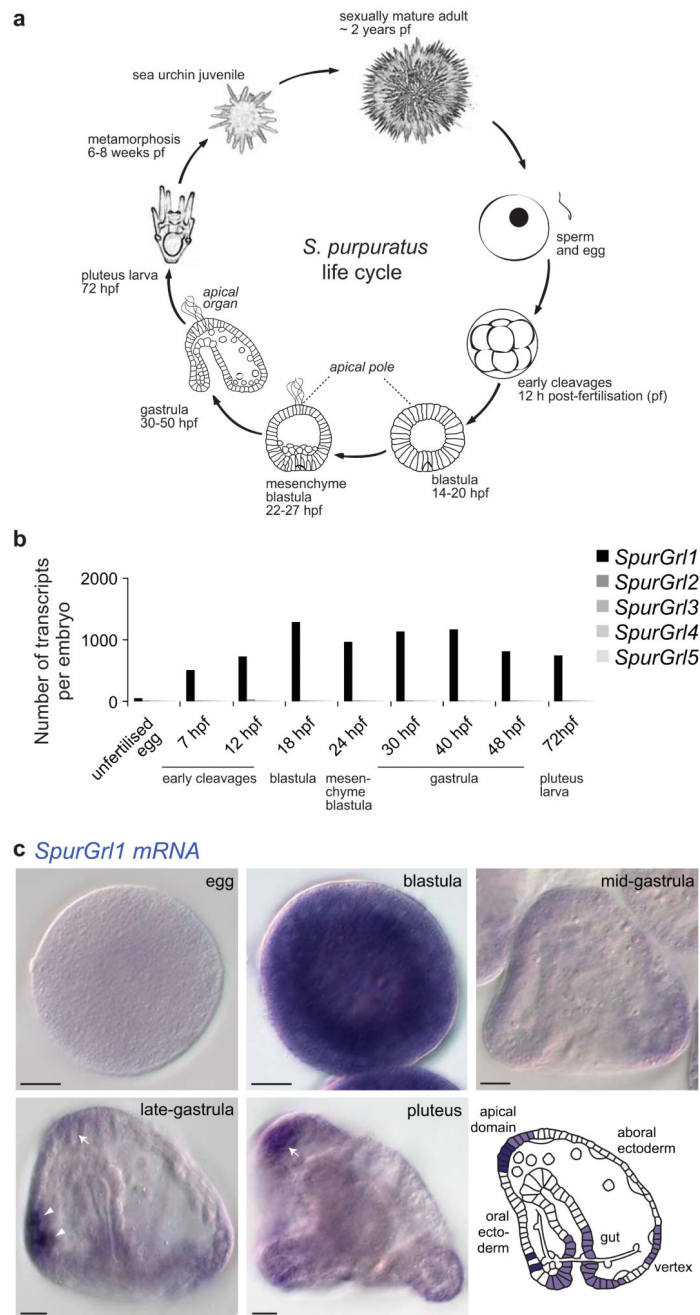 a
sexually mature adult
~ 2 years pf
sea urchin juvenile
metamorphosis
6-8 weeks pf
S. purpuratus
life cycle
sperm
and egg
pluteus larva
72 hpf
apical
organ
early cleavages
12 h post-fertilisation (pf)
apical pole
gastrula
30-50 hpf
mesenchyme
blastula
22-27 hpf
blastula
14-20 hpf
b
Number of transcripts
per embryo
2000
1000
0
SpurGrl1
SpurGrl2
SpurGrl3
SpurGrl4
SpurGrl5
unfertilised
egg
7 hpf
12 hpf
18 hpf
24 hpf
30 hpf
40 hpf
48 hpf
72hpf
early cleavages
blastula
mesen-
chyme
blastula
gastrula
pluteus
larva
c SpurGrl1 mRNA
egg
blastula
mid-gastrula
late-gastrula
pluteus
apical
domain
aboral
ectoderm
oral
ecto-
derm
gut
vertex